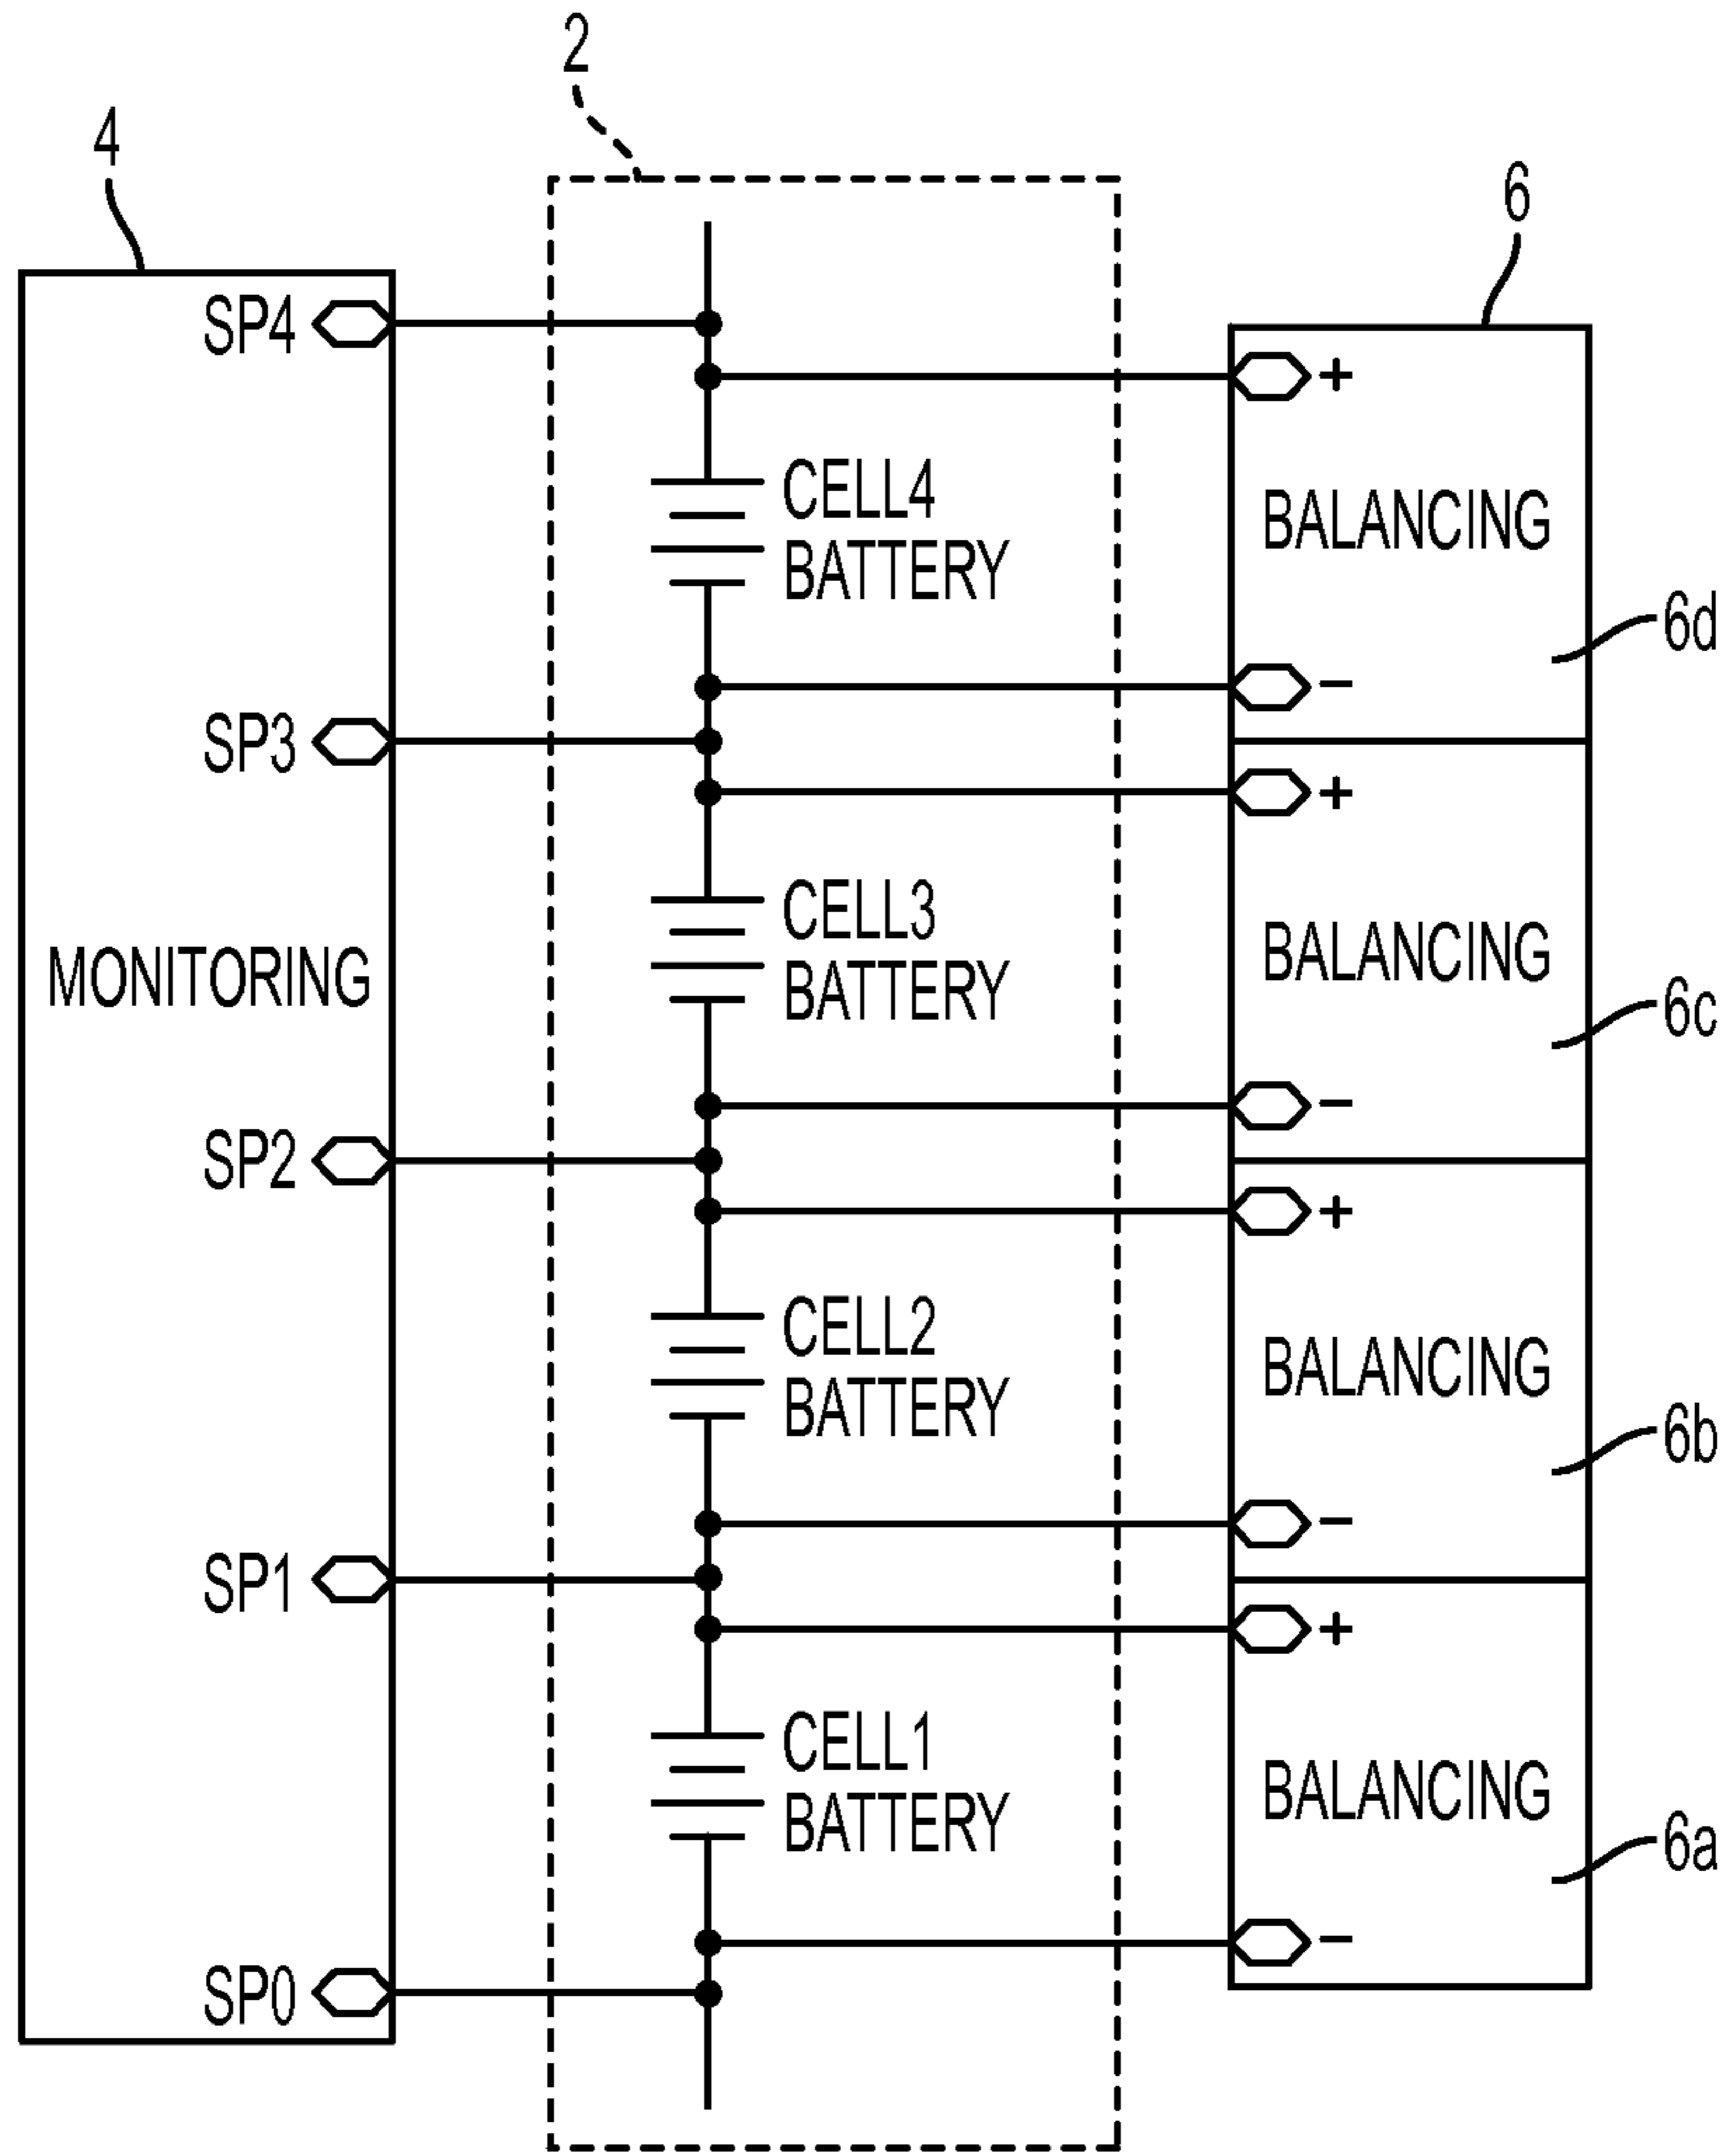 2
4
6
SP4
+
CELL4
BATTERY
BALANCING
6d
−
SP3
+
CELL3
BATTERY
MONITORING
BALANCING
6c
−
SP2
+
CELL2
BATTERY
BALANCING
6b
−
SP1
+
CELL1
BATTERY
BALANCING
6a
−
SP0